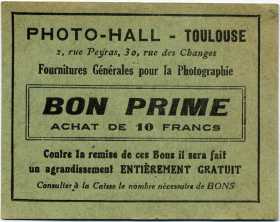 PHOTO-HALL - TOULOUSE
2, rue Peyras, 30, rue des Changes
Fournitures Générales pour la Photographie
BON PRIME
ACHAT DE 10 FRANCS
Contre la remise de ces Bons il sera fait
un agrandissement ENTIÈREMENT GRATUIT
Consulter à la Caisse le nombre nécessaire de BONS